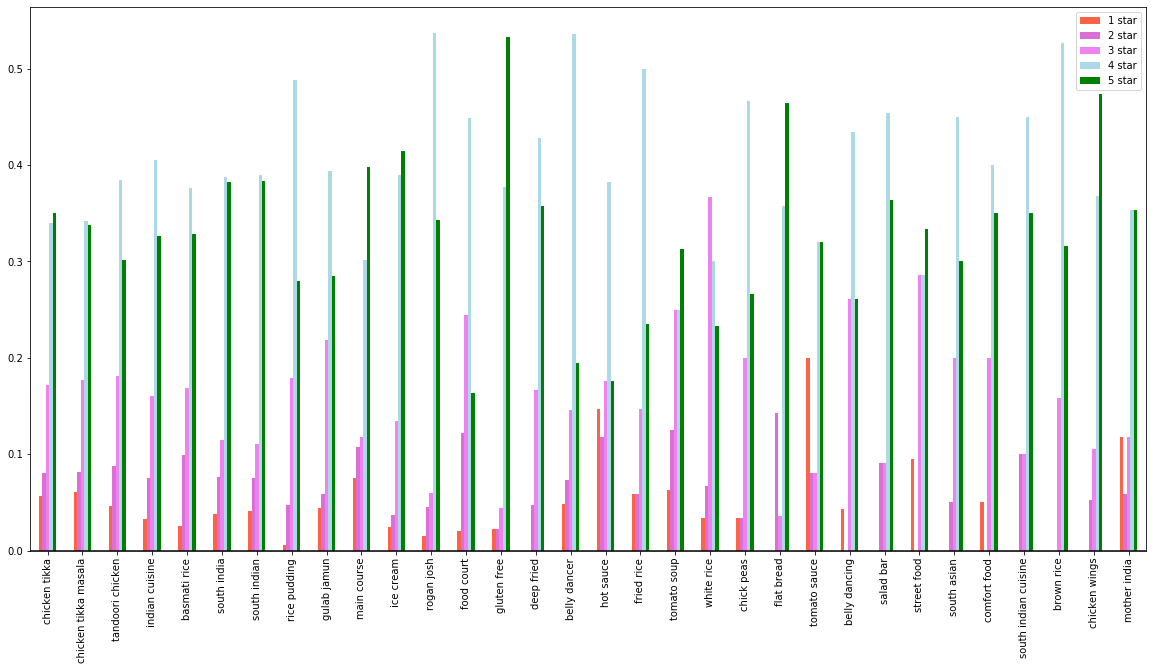 1 star
2 star
3 star
4 star
5 star
0.5
0.4
0.3
0.2
0.1
0.0
chicken tikka
chicken tikka masala
tandoori chicken
indian cuisine
basmati rice
south india
south indian
rice pudding
gulab jamun
main course
ice cream
rogan josh
food court
gluten free
deep fried
belly dancer
hot sauce
fried rice
tomato soup
white rice
chick peas
flat bread
tomato sauce
belly dancing
salad bar
street food
south asian
comfort food
south indian cuisine
brown rice
chicken wings
mother india